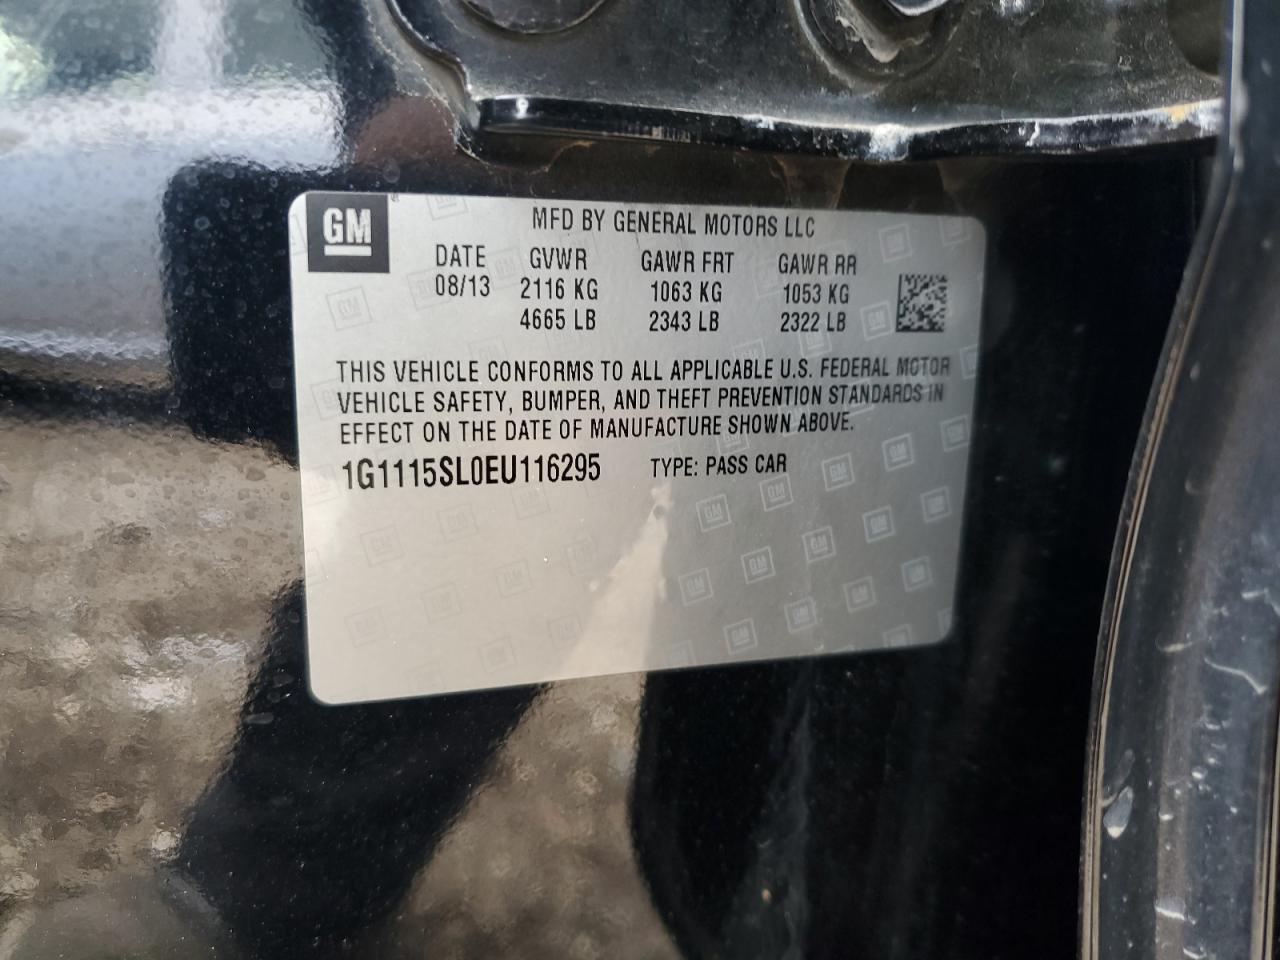 GM
MFD BY GENERAL MOTORS LLC
DATE GVWR GAWR FRT GAWR RR
08/13 2116 KG 1063 KG 1053 KG
4665 LB 2343 LB 2322 LB
THIS VEHICLE CONFORMS TO ALL APPLICABLE U.S. FEDERAL MOTOR
VEHICLE SAFETY, BUMPER, AND THEFT PREVENTION STANDARDS IN
EFFECT ON THE DATE OF MANUFACTURE SHOWN ABOVE.
1G1115SL0EU116295 TYPE: PASS CAR